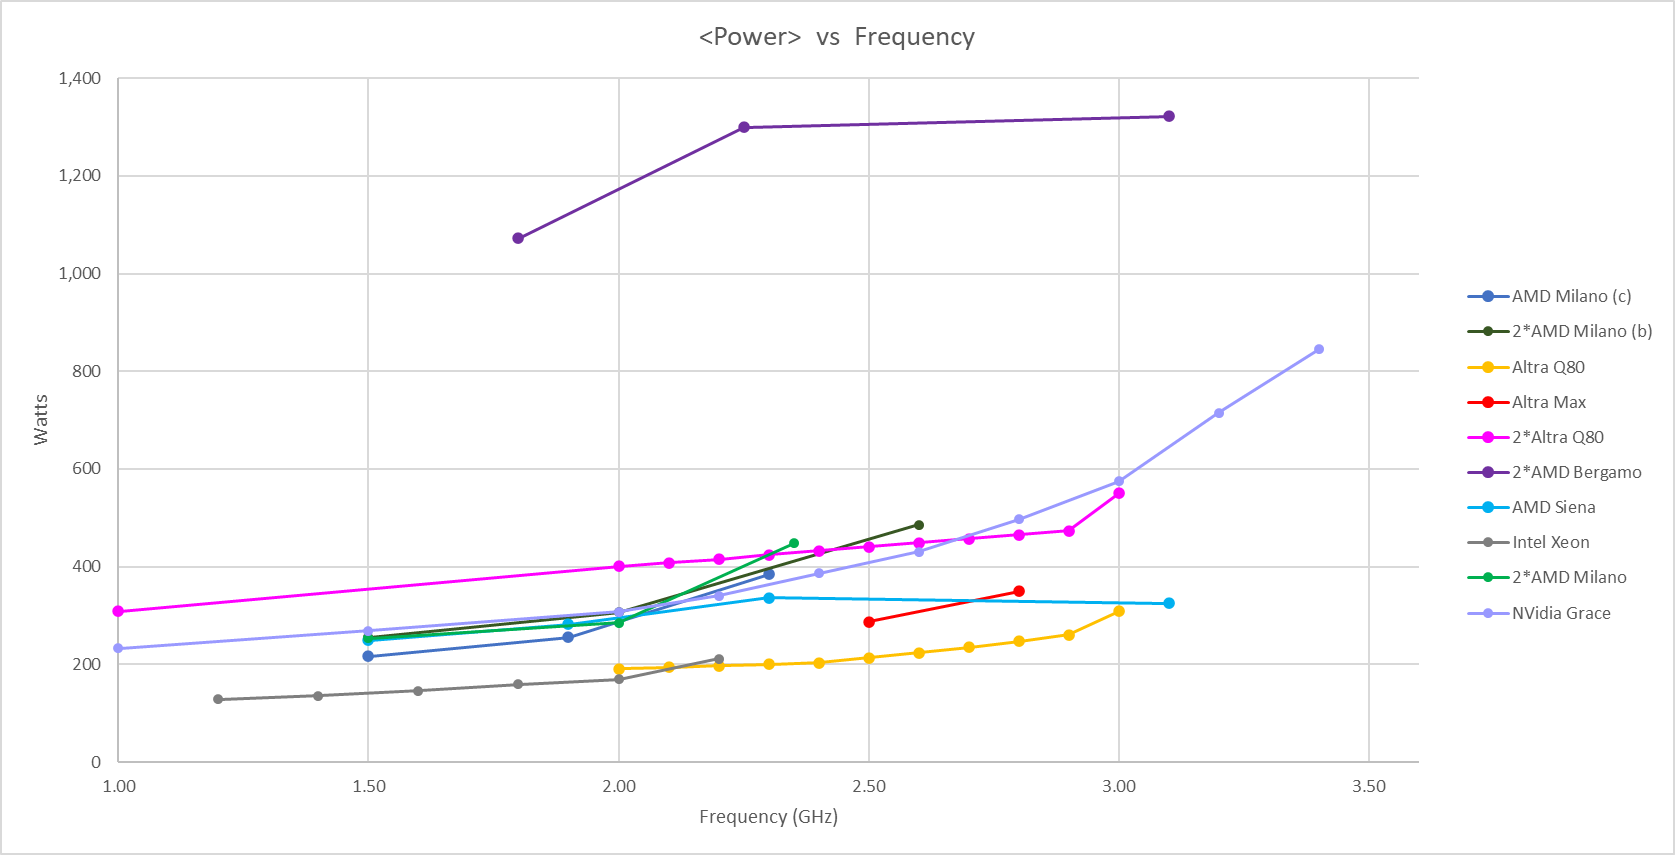 <Power> vs Frequency
1,400
1,200
1,000
800
600
400
200
0
Watts
1.00 1.50 2.00 2.50 3.00 3.50
Frequency (GHz)
AMD Milano (c)
2*AMD Milano (b)
Altra Q80
Altra Max
2*Altra Q80
2*AMD Bergamo
AMD Siena
Intel Xeon
2*AMD Milano
NVidia Grace